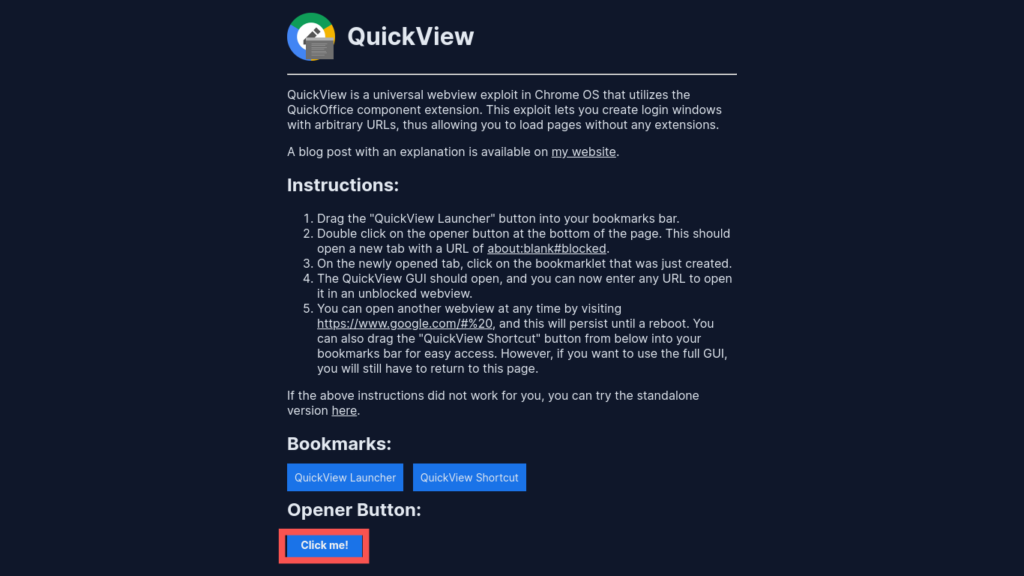 QuickView
QuickView is a universal webview exploit in Chrome OS that utilizes the
QuickOffice component extension. This exploit lets you create login windows
with arbitrary URLs, thus allowing you to load pages without any extensions.
A blog post with an explanation is available on my website.
Instructions:
1. Drag the "QuickView Launcher" button into your bookmarks bar.
2. Double click on the opener button at the bottom of the page. This should
open a new tab with a URL of about:blank#blocked.
3. On the newly opened tab, click on the bookmarklet that was just created.
4. The QuickView GUI should open, and you can now enter any URL to open
it in an unblocked webview.
5. You can open another webview at any time by visiting
https://www.google.com/#%20, and this will persist until a reboot. You
can also drag the "QuickView Shortcut" button from below into your
bookmarks bar for easy access. However, if you want to use the full GUI,
you will still have to return to this page.
If the above instructions did not work for you, you can try the standalone
version here.
Bookmarks:
QuickView Launcher QuickView Shortcut
Opener Button:
Click me!